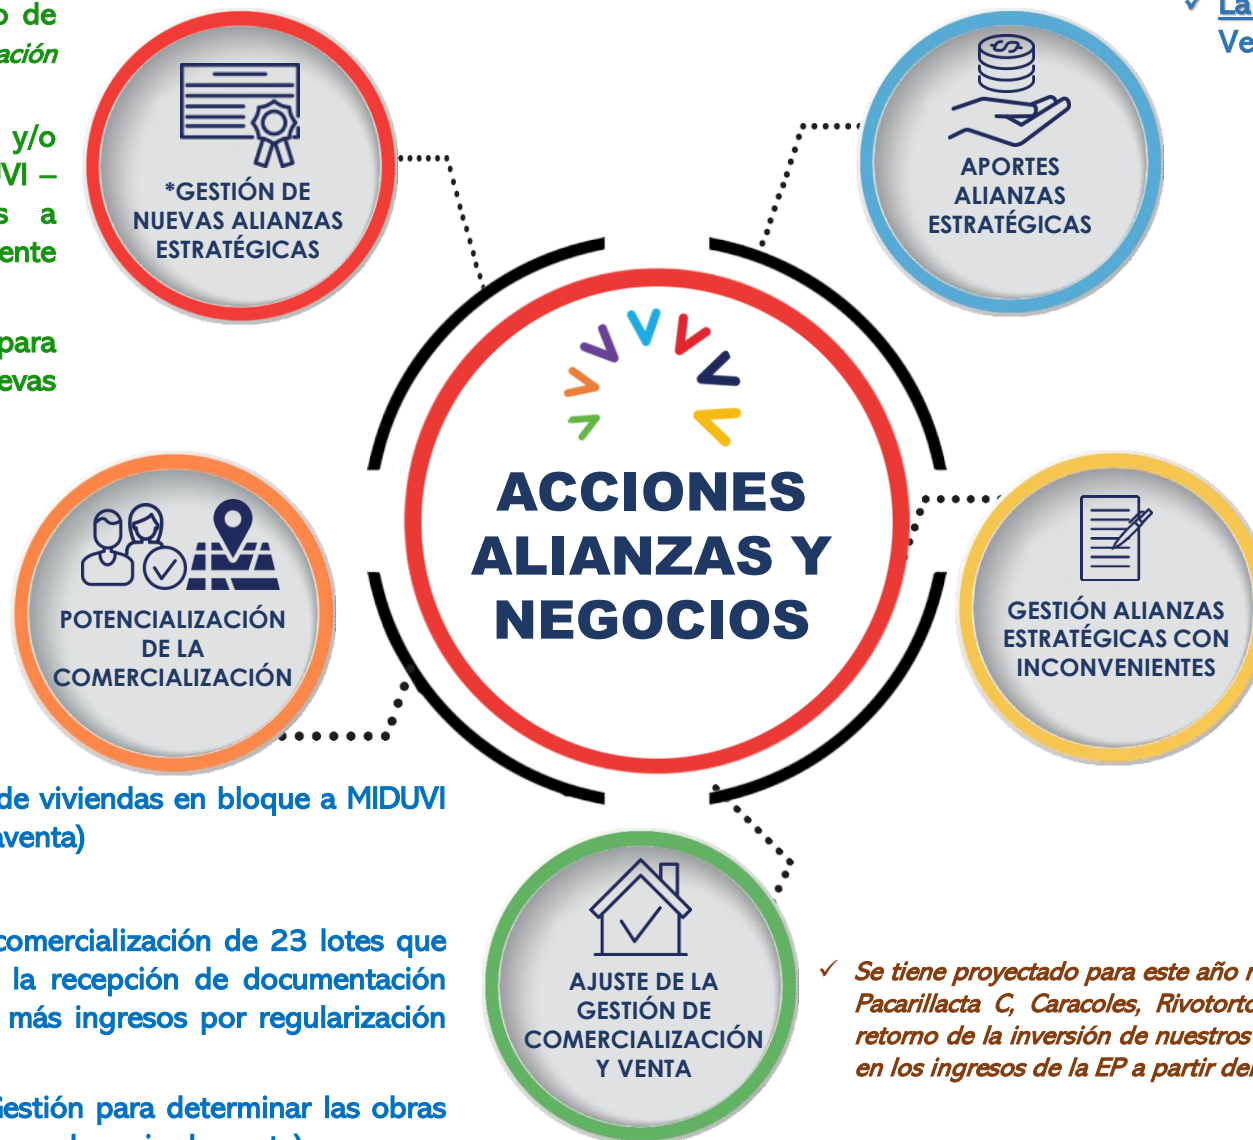 o de
ación
y/o
UVI –
s a
ente
para
evas
*GESTIÓN DE
NUEVAS ALIANZAS
ESTRATÉGICAS
✓ La
Ve
APORTES
ALIANZAS
ESTRATÉGICAS
ACCIONES
ALIANZAS Y
NEGOCIOS
POTENCIALIZACIÓN
DE LA
COMERCIALIZACIÓN
GESTIÓN ALIANZAS
ESTRATÉGICAS CON
INCONVENIENTES
de viviendas en bloque a MIDUVI
venta)
comercialización de 23 lotes que
la recepción de documentación
más ingresos por regularización
Gestión para determinar las obras
AJUSTE DE LA
GESTIÓN DE
COMERCIALIZACIÓN
Y VENTA
✓ Se tiene proyectado para este año
Pacarillacta C, Caracoles, Rivotorto
retorno de la inversión de nuestros
en los ingresos de la EP a partir del